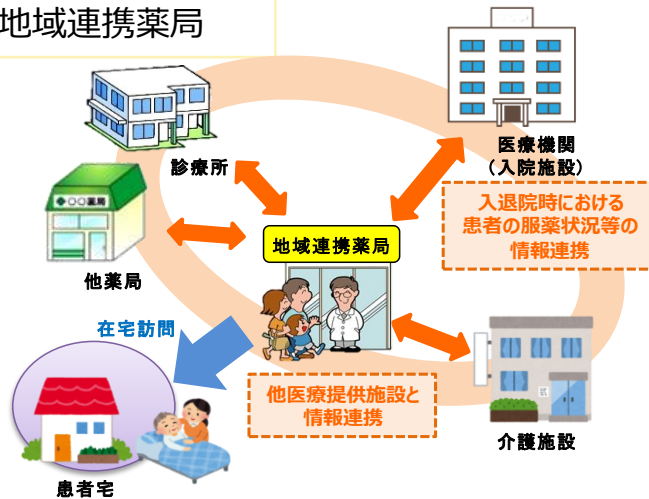 地域連携薬局
診療所
医療機関
(入院施設)
入退院時における
患者の服薬状況等の
情報連携
○○薬局
他薬局
地域連携薬局
在宅訪問
他医療提供施設と
情報連携
介護施設
患者宅